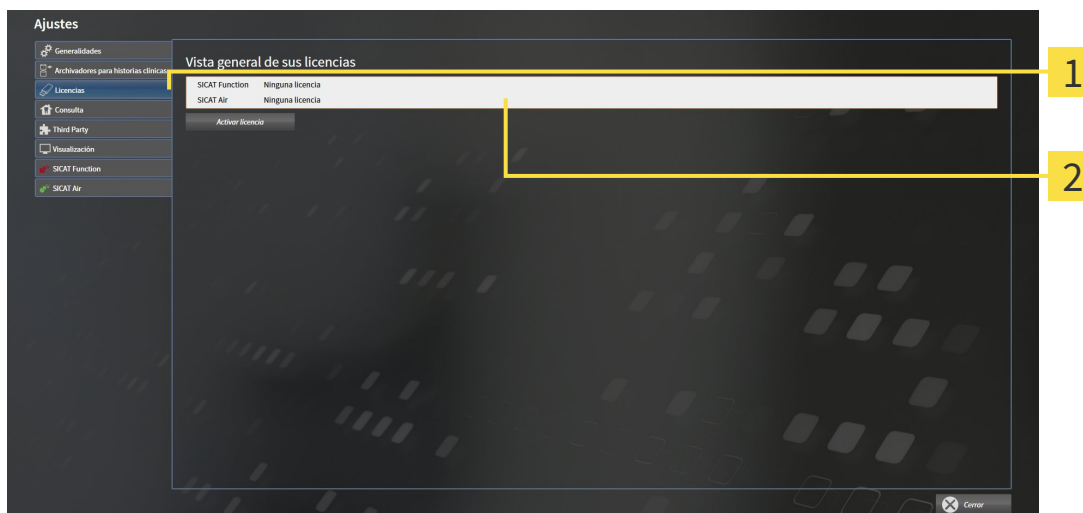 Ajustes
Generalidades
Archivadores para historias clínicas
Licencias
Consulta
Third Party
Visualización
SICAT Function
SICAT Air
Vista general de sus licencias
SICAT Function Ninguna licencia
SICAT Air Ninguna licencia
Activar licencia
1
2
Cerrar